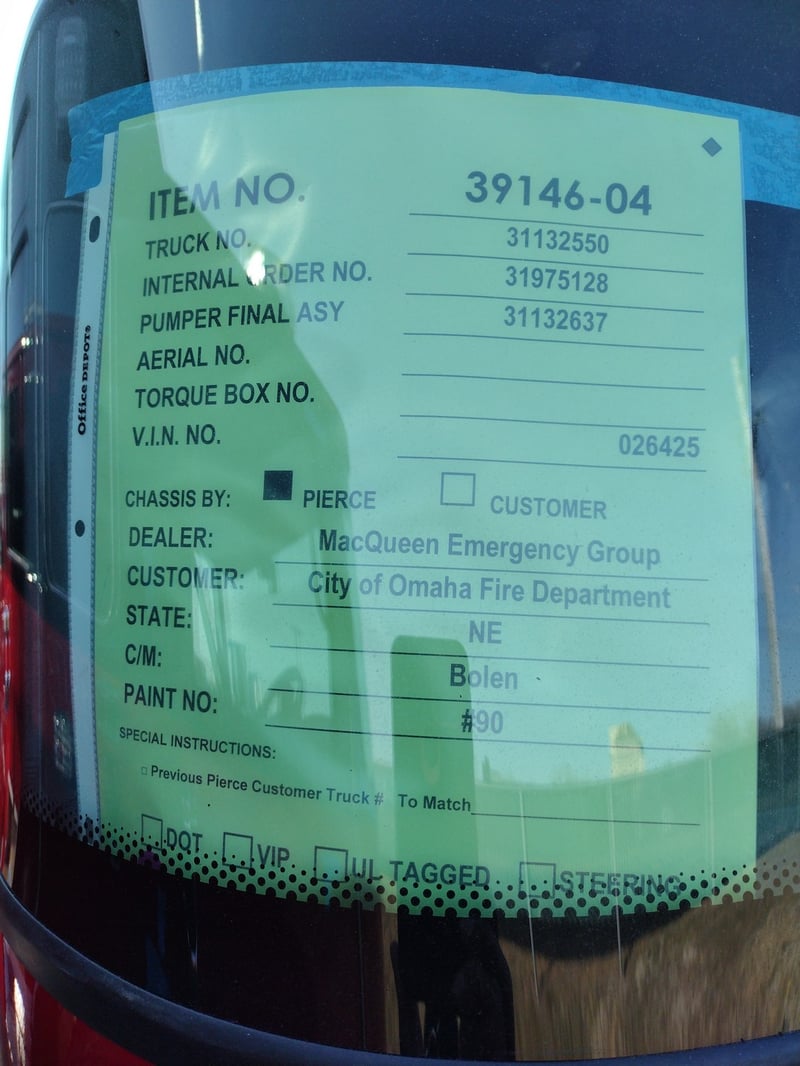 ITEM NO. 39146-04
TRUCK NO. 31132550
INTERNAL ORDER NO. 31975128
PUMPER FINAL ASY 31132637
AERIAL NO.
TORQUE BOX NO.
V.I.N. NO. 026425
CHASSIS BY: PIERCE CUSTOMER
DEALER: MacQueen Emergency Group
CUSTOMER: City of Omaha Fire Department
STATE: NE
C/M: Bolen
PAINT NO: #90
SPECIAL INSTRUCTIONS:
Previous Pierce Customer Truck # To Match
DOT VIP UL TAGGED STEERING
Office DEPOT